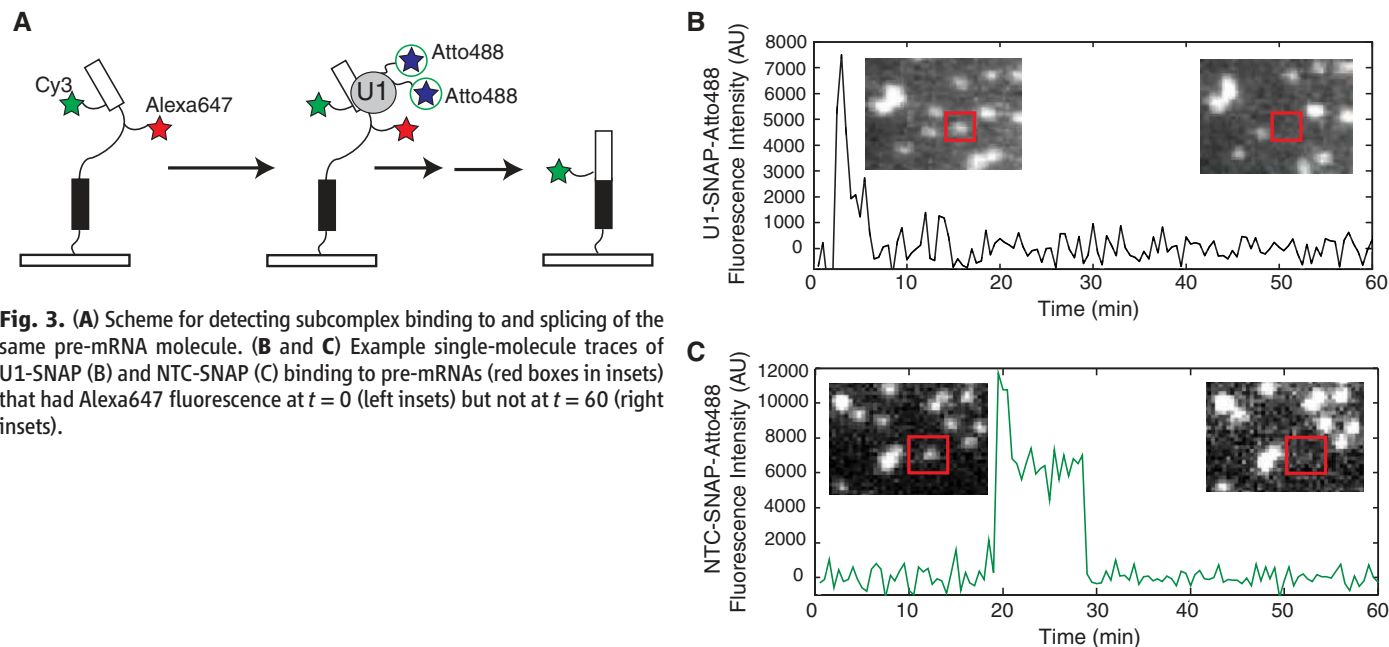 A
Cy3
Alexa647
U1
Atto488
Atto488
Fig. 3. (A) Scheme for detecting subcomplex binding to and splicing of the
same pre-mRNA molecule. (B and C) Example single-molecule traces of
U1-SNAP (B) and NTC-SNAP (C) binding to pre-mRNAs (red boxes in insets)
that had Alexa647 fluorescence at t = 0 (left insets) but not at t = 60 (right
insets).
B
U1-SNAP-Atto488
Fluorescence Intensity (AU)
8000
7000
6000
5000
4000
3000
2000
1000
0
0 10 20 30 40 50 60
Time (min)
C
NTC-SNAP-Atto488
Fluorescence Intensity (AU)
12000
10000
8000
6000
4000
2000
0
0 10 20 30 40 50 60
Time (min)